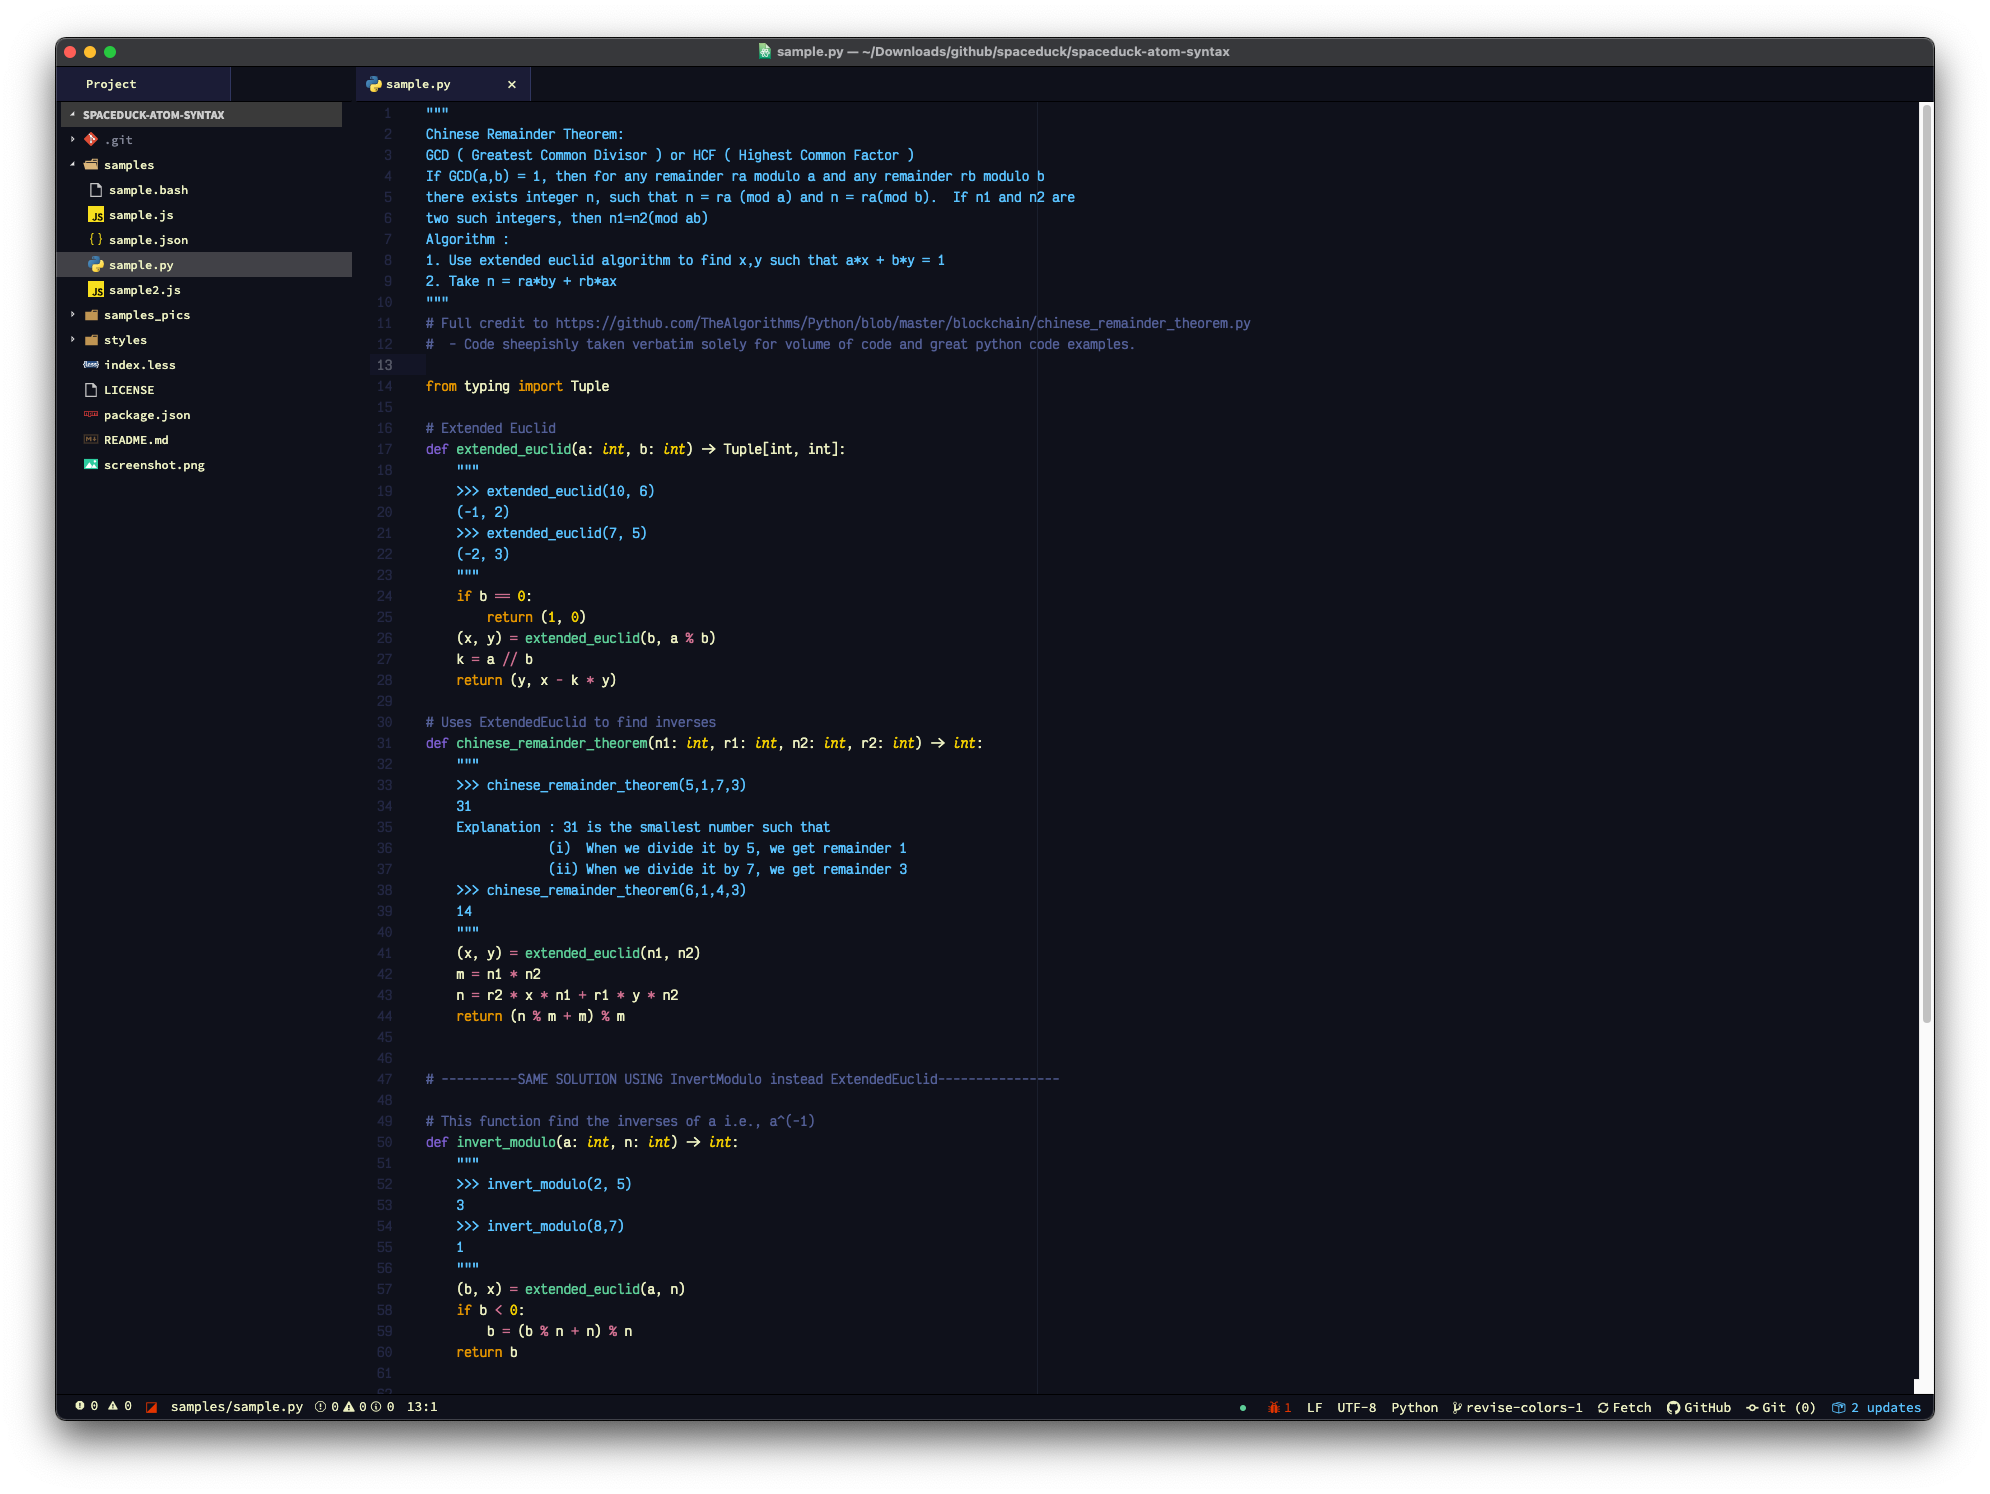 sample.py — ~/Downloads/github/spaceduck/spaceduck-atom-syntax
Project
sample.py ×
SPACEDUCK-ATOM-SYNTAX
.git
samples
sample.bash
JS sample.js
{} sample.json
sample.py
JS sample2.js
samples_pics
styles
{less} index.less
LICENSE
package.json
README.md
screenshot.png
1 """
2 Chinese Remainder Theorem:
3 GCD ( Greatest Common Divisor ) or HCF ( Highest Common Factor )
4 If GCD(a,b) = 1, then for any remainder ra modulo a and any remainder rb modulo b
5 there exists integer n, such that n = ra (mod a) and n = ra(mod b).  If n1 and n2 are
6 two such integers, then n1=n2(mod ab)
7 Algorithm :
8 1. Use extended euclid algorithm to find x,y such that a*x + b*y = 1
9 2. Take n = ra*by + rb*ax
10 """
11 # Full credit to https://github.com/TheAlgorithms/Python/blob/master/blockchain/chinese_remainder_theorem.py
12 #  - Code sheepishly taken verbatim solely for volume of code and great python code examples.
13
14 from typing import Tuple
15
16 # Extended Euclid
17 def extended_euclid(a: int, b: int) -> Tuple[int, int]:
18     """
19     >>> extended_euclid(10, 6)
20     (-1, 2)
21     >>> extended_euclid(7, 5)
22     (-2, 3)
23     """
24     if b == 0:
25         return (1, 0)
26     (x, y) = extended_euclid(b, a % b)
27     k = a // b
28     return (y, x - k * y)
29
30 # Uses ExtendedEuclid to find inverses
31 def chinese_remainder_theorem(n1: int, r1: int, n2: int, r2: int) -> int:
32     """
33     >>> chinese_remainder_theorem(5,1,7,3)
34     31
35     Explanation : 31 is the smallest number such that
36                 (i)  When we divide it by 5, we get remainder 1
37                 (ii) When we divide it by 7, we get remainder 3
38     >>> chinese_remainder_theorem(6,1,4,3)
39     14
40     """
41     (x, y) = extended_euclid(n1, n2)
42     m = n1 * n2
43     n = r2 * x * n1 + r1 * y * n2
44     return (n % m + m) % m
45
46
47 # ----------SAME SOLUTION USING InvertModulo instead ExtendedEuclid----------------
48
49 # This function find the inverses of a i.e., a^(-1)
50 def invert_modulo(a: int, n: int) -> int:
51     """
52     >>> invert_modulo(2, 5)
53     3
54     >>> invert_modulo(8,7)
55     1
56     """
57     (b, x) = extended_euclid(a, n)
58     if b < 0:
59         b = (b % n + n) % n
60     return b
61
62
0 0 samples/sample.py 0 0 0 13:1 1 LF UTF-8 Python revise-colors-1 Fetch GitHub Git (0) 2 updates